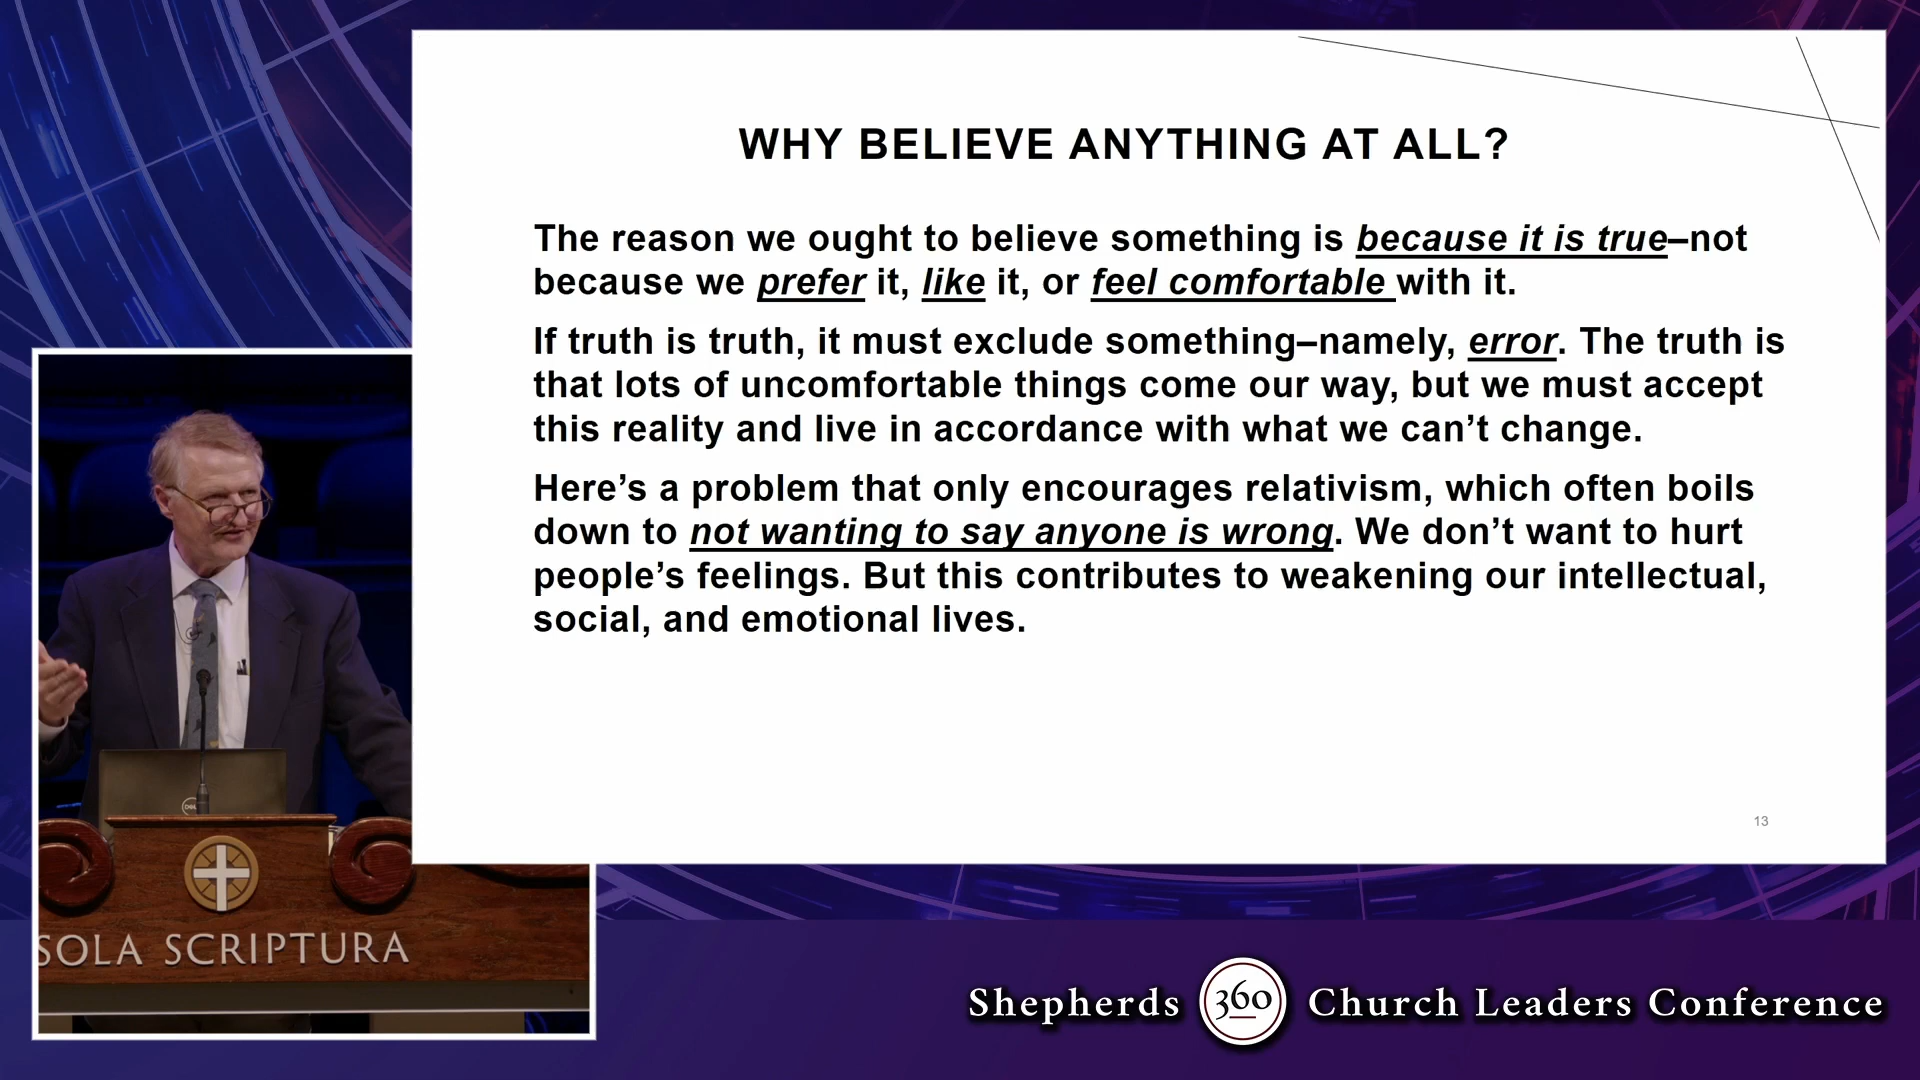 WHY BELIEVE ANYTHING AT ALL?
The reason we ought to believe something is because it is true–not
because we prefer it, like it, or feel comfortable with it.
If truth is truth, it must exclude something–namely, error. The truth is
that lots of uncomfortable things come our way, but we must accept
this reality and live in accordance with what we can’t change.
Here’s a problem that only encourages relativism, which often boils
down to not wanting to say anyone is wrong. We don’t want to hurt
people’s feelings. But this contributes to weakening our intellectual,
social, and emotional lives.
13
DELL
SOLA SCRIPTURA
Shepherds 360 Church Leaders Conference